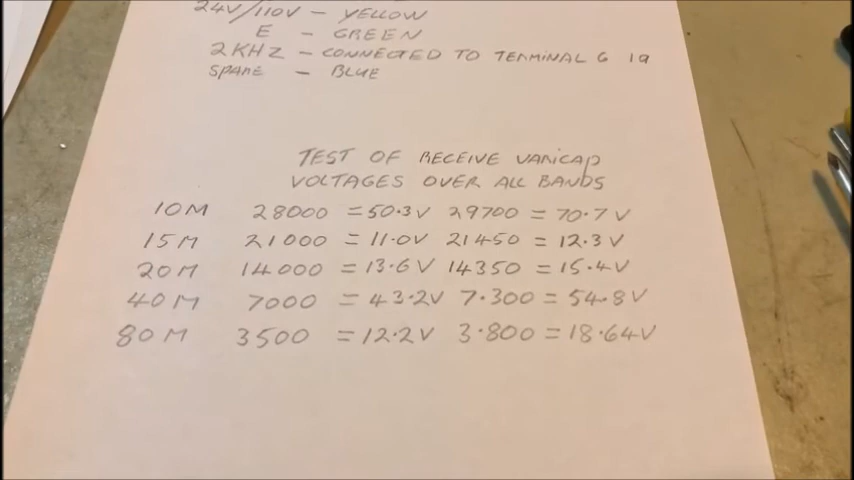 24V/110V - YELLOW
E - GREEN
2KHZ - CONNECTED TO TERMINAL 6 19
SPARE - BLUE
TEST OF RECEIVE VARICAP
VOLTAGES OVER ALL BANDS
10M 28000 = 50.3V 29700 = 70.7V
15M 21000 = 11.0V 21450 = 12.3V
20M 14000 = 13.6V 14350 = 15.4V
40M 7000 = 43.2V 7.300 = 54.8V
80M 3500 = 12.2V 3.800 = 18.64V